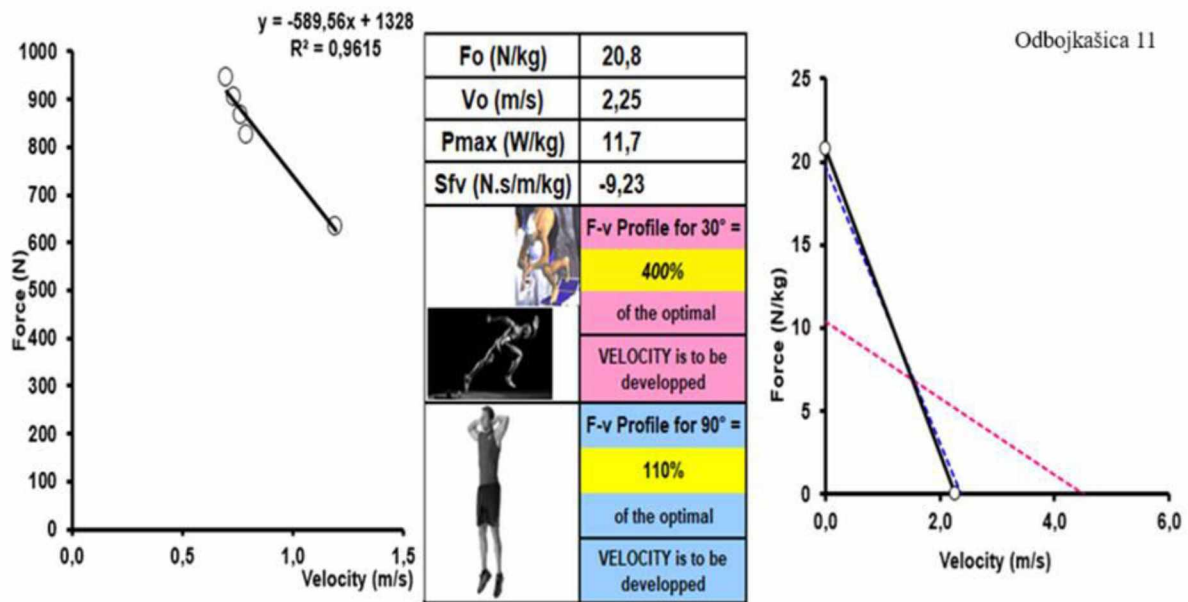 y = -589,56x + 1328
R² = 0,9615
1000
900
800
700
600
500
400
300
200
100
0
Force (N)
0,0
0,5
1,0
1,5
Velocity (m/s)
Fo (N/kg) 20,8
Vo (m/s) 2,25
Pmax (W/kg) 11,7
Sfv (N.s/m/kg) -9,23
F-v Profile for 30° =
400%
of the optimal
VELOCITY is to be
developped
F-v Profile for 90° =
110%
of the optimal
VELOCITY is to be
developped
Odbojkašica 11
25
20
15
10
5
0
Force (N/kg)
0,0
2,0
4,0
6,0
Velocity (m/s)